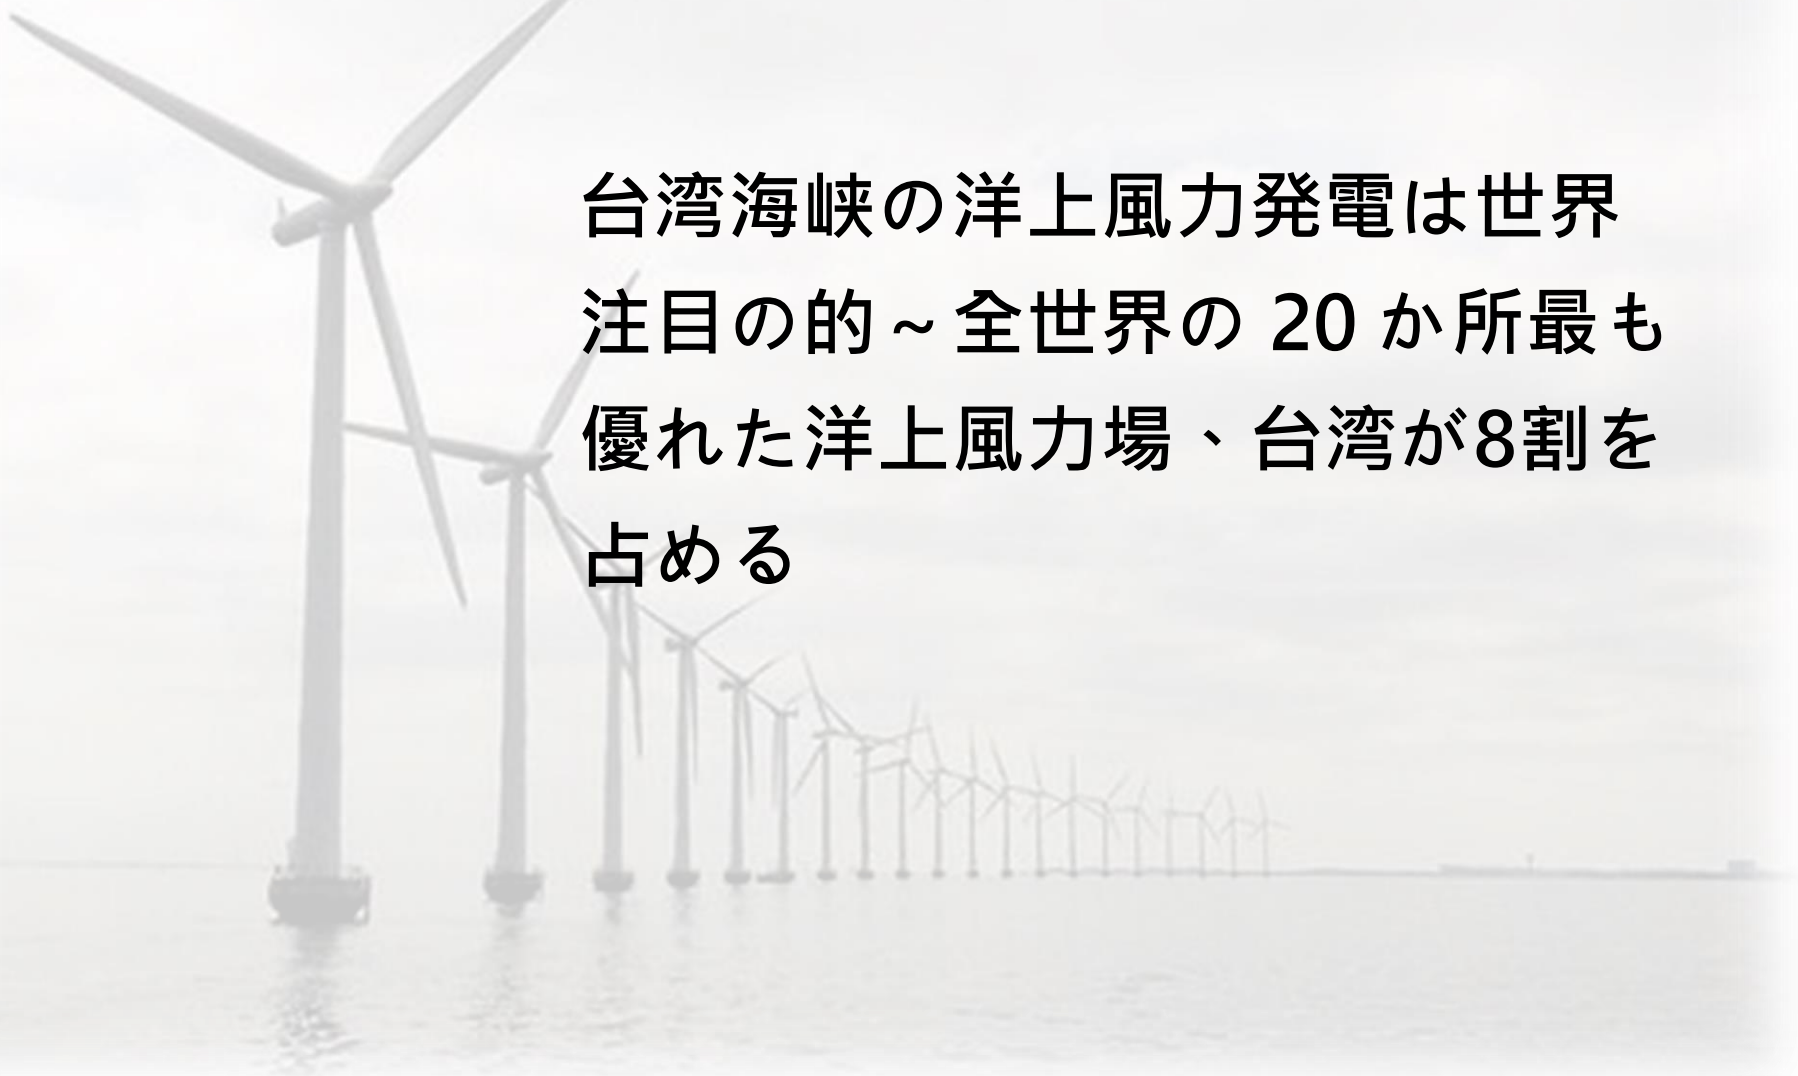 台湾海峡の洋上風力発電は世界
注目の的～全世界の 20 か所最も
優れた洋上風力場、台湾が8割を
占める